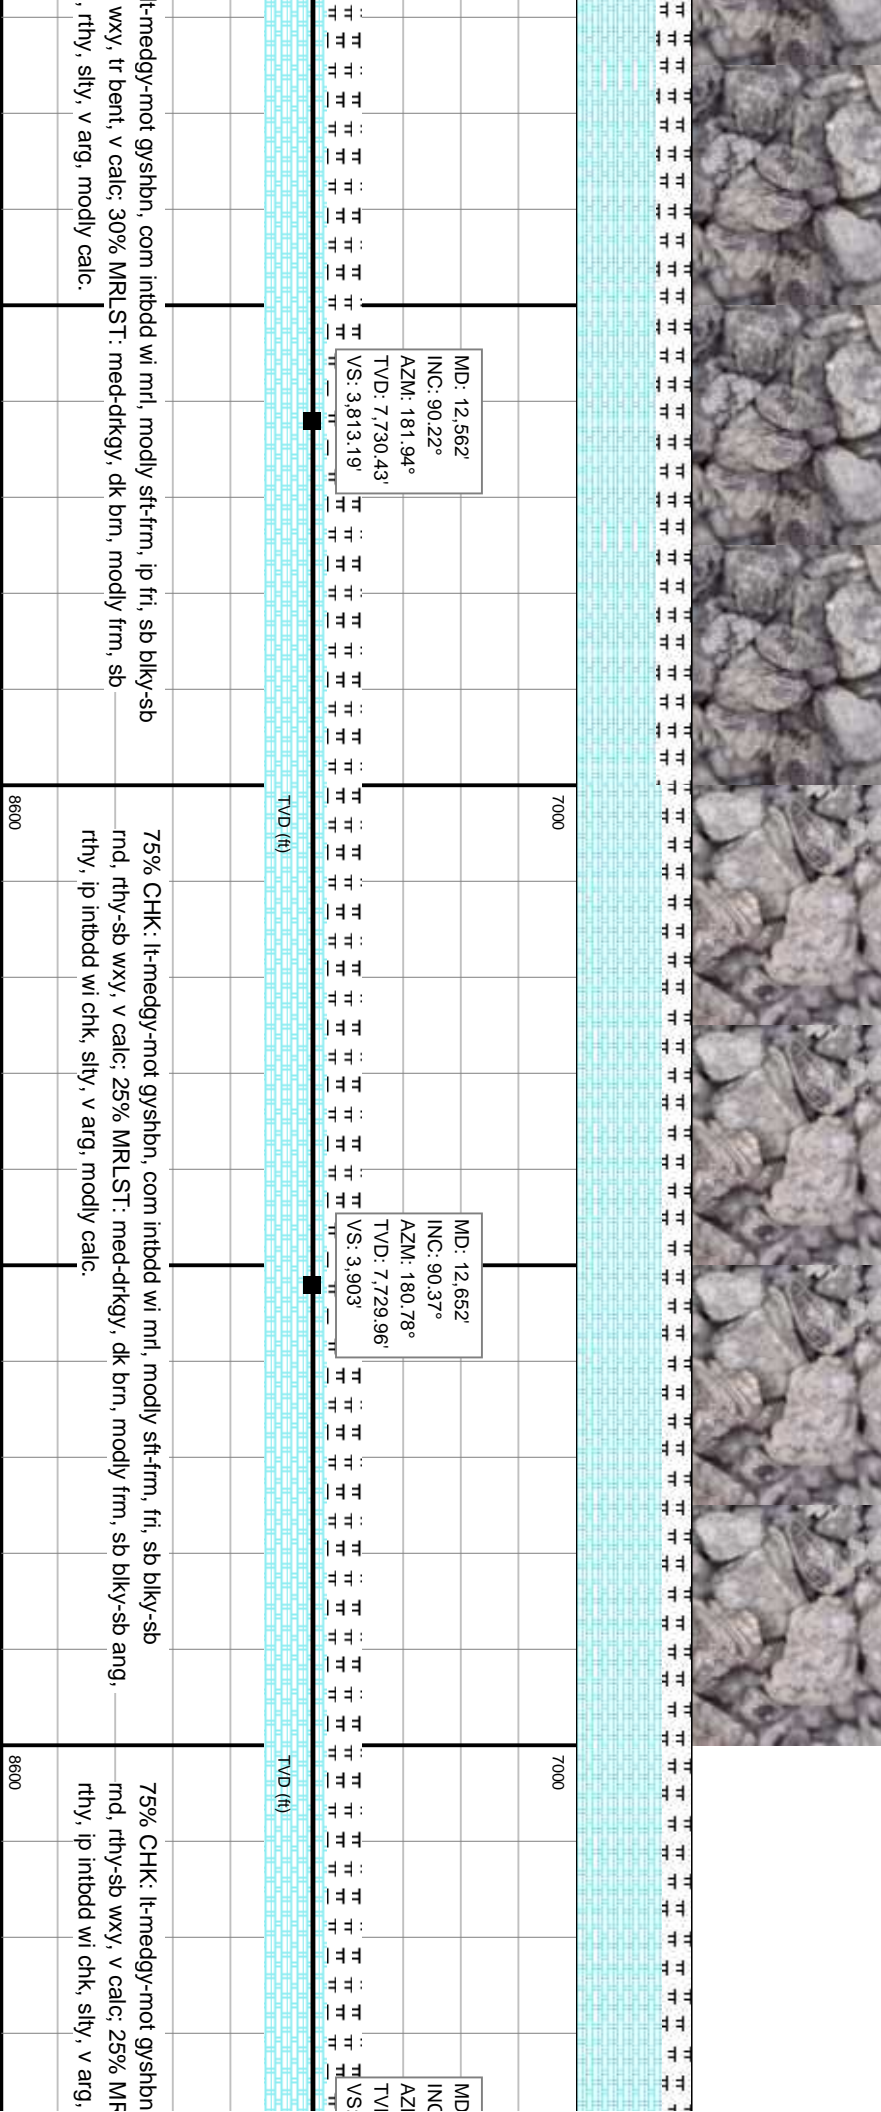 lt-medgy-mot gyshbn, com intbdd wi mrl, modly sft-frm, ip fri, sb blky-sb
wxy, tr bent, v calc; 30% MRLST: med-drkgy, dk brn, modly frm, sb
, rthy, slty, v arg, modly calc.
MD: 12,562'
INC: 90.22°
AZM: 181.94°
TVD: 7,730.43'
VS: 3,813.19'
7000
TVD (ft)
8600
75% CHK: lt-medgy-mot gyshbn, com intbdd wi mrl, modly sft-frm, fri, sb blky-sb
rnd, rthy-sb wxy, v calc; 25% MRLST: med-drkgy, dk brn, modly frm, sb blky-sb ang,
rthy, ip intbdd wi chk, slty, v arg, modly calc.
MD: 12,652'
INC: 90.37°
AZM: 180.78°
TVD: 7,729.96'
VS: 3,903'
7000
TVD (ft)
8600
75% CHK: lt-medgy-mot gyshbn
rnd, rthy-sb wxy, v calc; 25% MR
rthy, ip intbdd wi chk, slty, v arg,
MD
INC
AZI
TVI
VS: